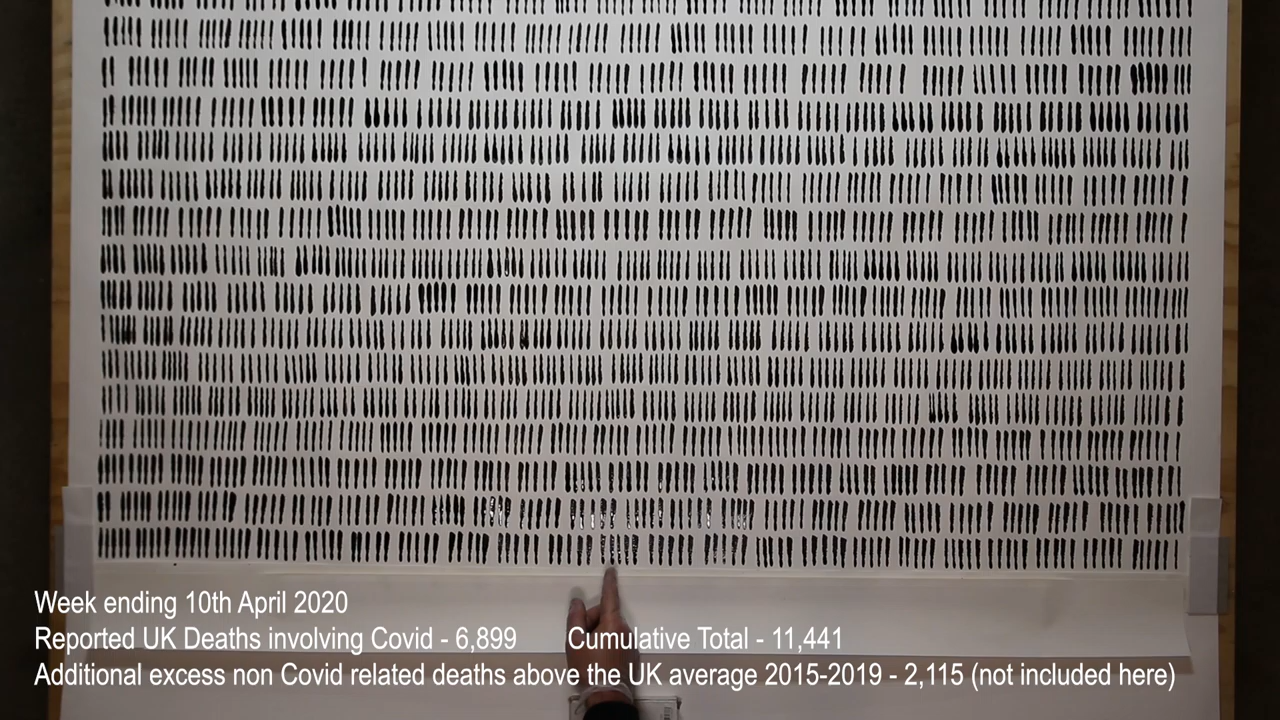 Week ending 10th April 2020
Reported UK Deaths involving Covid - 6,899 Cumulative Total - 11,441
Additional excess non Covid related deaths above the UK average 2015-2019 - 2,115 (not included here)